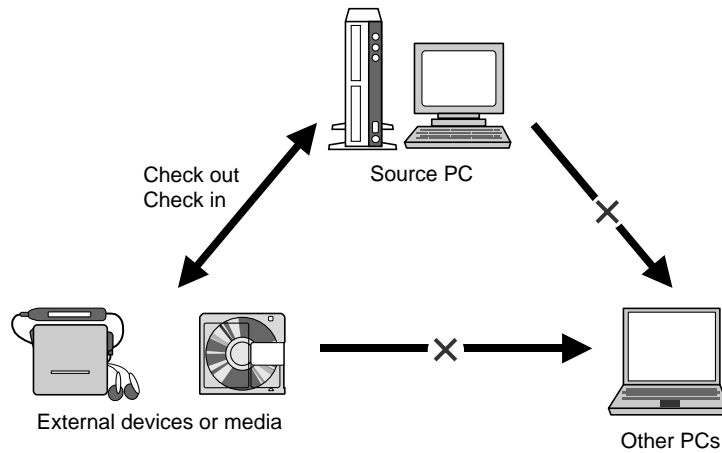 Source PC
Check out
Check in
External devices or media
Other PCs